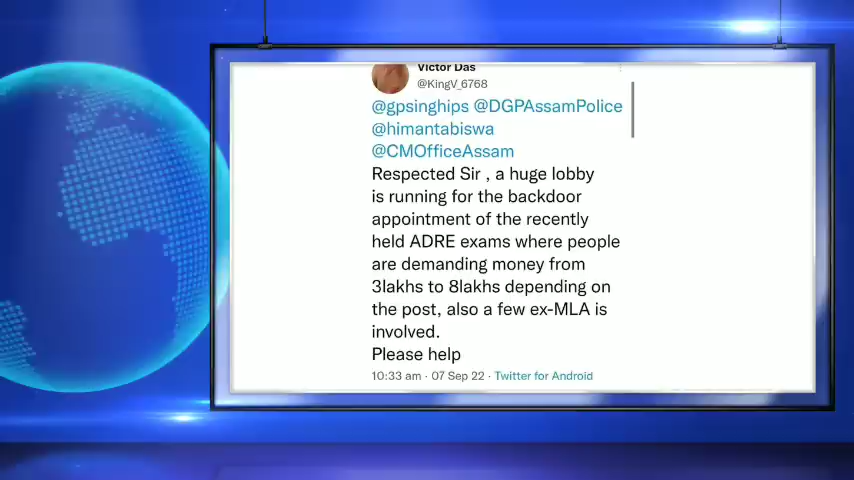 Victor Das
@KingV_6768
@gpsinghips @DGPAssamPolice
@himantabiswa
@CMOfficeAssam
Respected Sir , a huge lobby
is running for the backdoor
appointment of the recently
held ADRE exams where people
are demanding money from
3lakhs to 8lakhs depending on
the post, also a few ex-MLA is
involved.
Please help
10:33 am · 07 Sep 22 · Twitter for Android